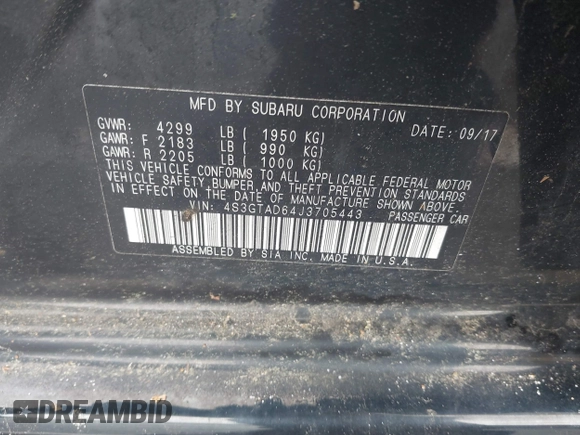 MFD BY SUBARU CORPORATION
GVWR: 4299 LB ( 1950 KG) DATE: 09/17
GAWR: F 2183 LB ( 990 KG)
GAWR: R 2205 LB ( 1000 KG)
THIS VEHICLE CONFORMS TO ALL APPLICABLE FEDERAL MOTOR
VEHICLE SAFETY, BUMPER, AND THEFT PREVENTION STANDARDS
IN EFFECT ON THE DATE OF MANUFACTURE SHOWN ABOVE.
VIN: 4S3GTAD64J3705443 PASSENGER CAR
ASSEMBLED BY SIA INC. MADE IN U.S.A.
DREAMBID